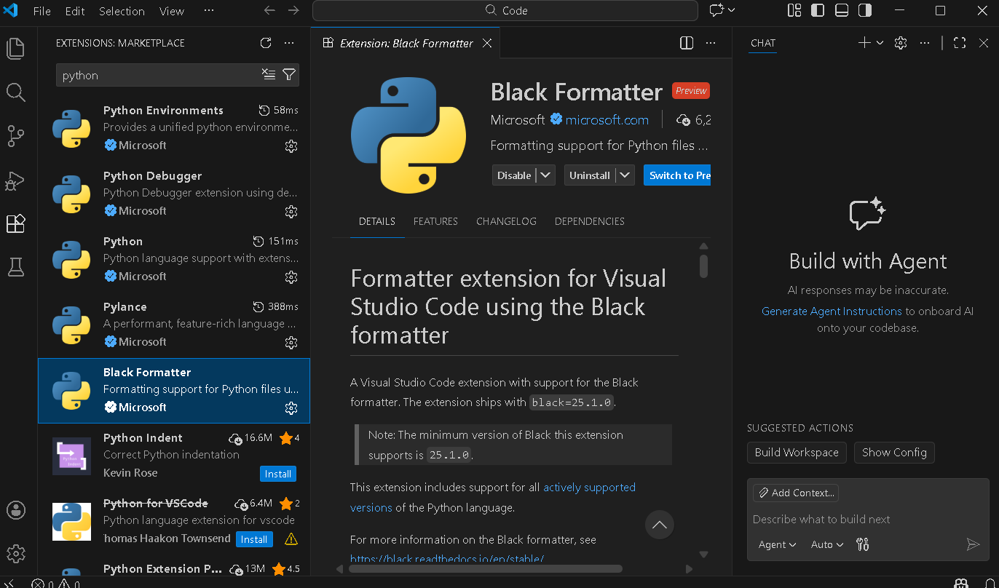 File Edit Selection View ···
Code
EXTENSIONS: MARKETPLACE
python
Python Environments 58ms
Provides a unified python environme...
Microsoft
Python Debugger
Python Debugger extension using de...
Microsoft
Python 151ms
Python language support with extens...
Microsoft
Pylance 388ms
A performant, feature-rich language ...
Microsoft
Black Formatter
Formatting support for Python files u...
Microsoft
Python Indent 16.6M 4
Correct Python indentation
Kevin Rose Install
Python for VSCode 6.4M 2
Python language extension for vscode
homas Haakon Townsend Install
Python Extension P... 13M 4.5
0 0
Extension: Black Formatter
Black Formatter Preview
Microsoft microsoft.com 6,2
Formatting support for Python files ...
Disable Uninstall Switch to Pre
DETAILS FEATURES CHANGELOG DEPENDENCIES
Formatter extension for Visual
Studio Code using the Black
formatter
A Visual Studio Code extension with support for the Black
formatter. The extension ships with black=25.1.0.
Note: The minimum version of Black this extension
supports is 25.1.0.
This extension includes support for all actively supported
versions of the Python language.
For more information on the Black formatter, see
https://black.readthedocs.io/en/stable/
CHAT
Build with Agent
AI responses may be inaccurate.
Generate Agent Instructions to onboard AI
onto your codebase.
SUGGESTED ACTIONS
Build Workspace Show Config
Add Context...
Describe what to build next
Agent Auto